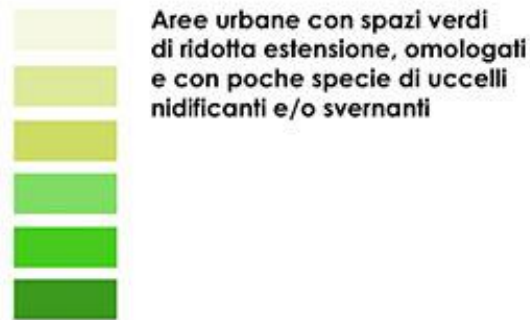 Aree urbane con spazi verdi
di ridotta estensione, omologati
e con poche specie di uccelli
nidificanti e/o svernanti